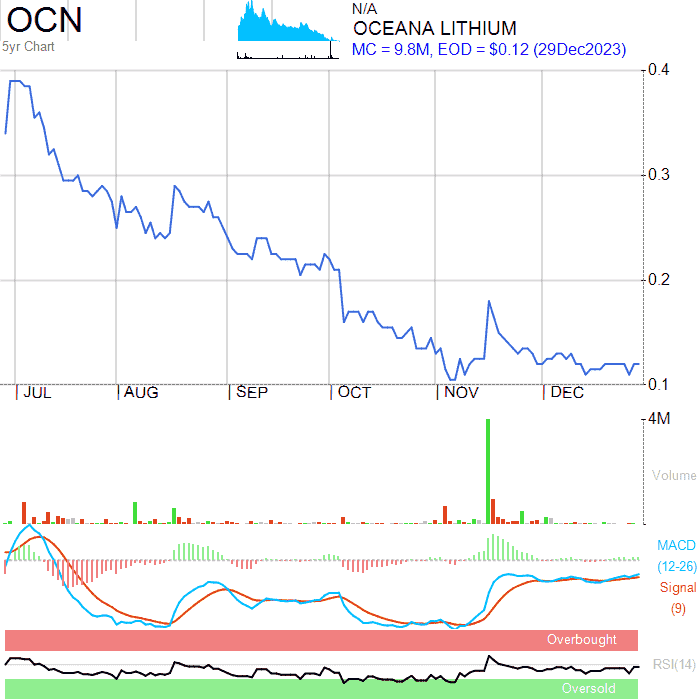 OCN
5yr Chart
N/A
OCEANA LITHIUM
MC = 9.8M, EOD = $0.12 (29Dec2023)
0.4
0.3
0.2
0.1
JUL AUG SEP OCT NOV DEC
4M
Volume
MACD
(12-26)
Signal
(9)
Overbought
RSI(14)
Oversold